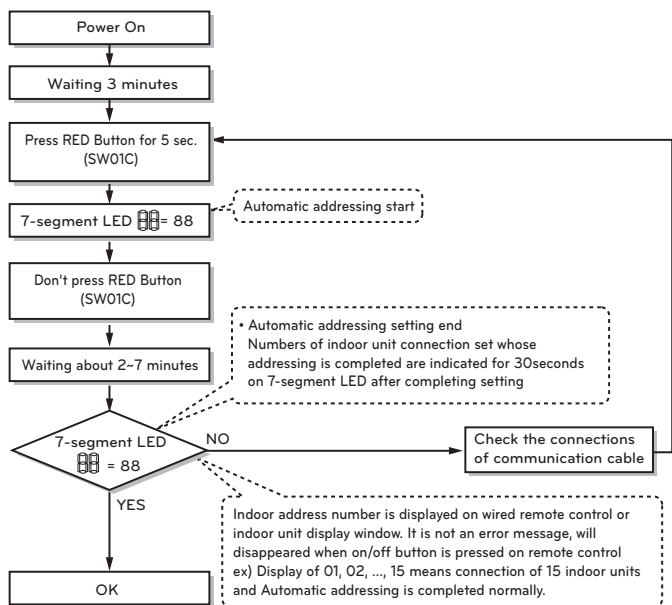 Power On
Waiting 3 minutes
Press RED Button for 5 sec.
(SW01C)
7-segment LED 88= 88
Automatic addressing start
Don't press RED Button
(SW01C)
Waiting about 2~7 minutes
• Automatic addressing setting end
Numbers of indoor unit connection set whose
addressing is completed are indicated for 30seconds
on 7-segment LED after completing setting
7-segment LED
88 = 88
NO
Check the connections
of communication cable
YES
Indoor address number is displayed on wired remote control or
indoor unit display window. It is not an error message, will
disappeared when on/off button is pressed on remote control
ex) Display of 01, 02, ..., 15 means connection of 15 indoor units
and Automatic addressing is completed normally.
OK